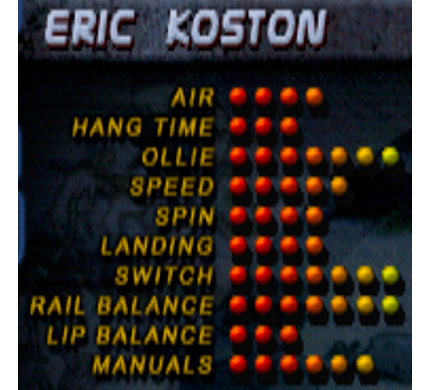 ERIC KOSTON
AIR
HANG TIME
OLLIE
SPEED
SPIN
LANDING
SWITCH
RAIL BALANCE
LIP BALANCE
MANUALS